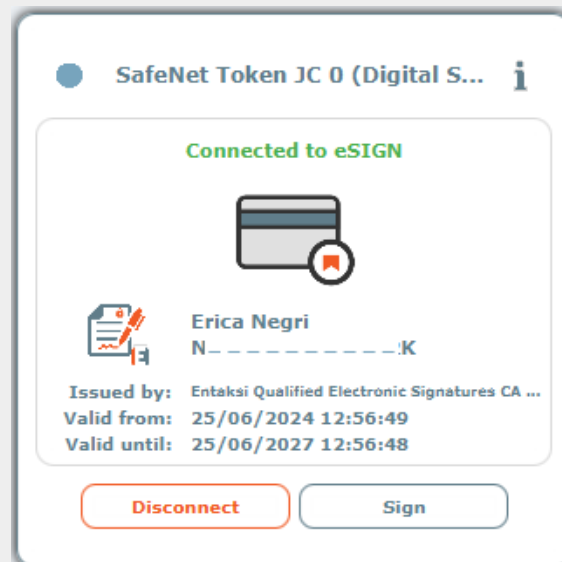 SafeNet Token JC 0 (Digital S...
Connected to eSIGN
Erica Negri
N_ _ _ _ _ _ _ _ _ _ _:K
Issued by: Entaksi Qualified Electronic Signatures CA ...
Valid from: 25/06/2024 12:56:49
Valid until: 25/06/2027 12:56:48
Disconnect
Sign